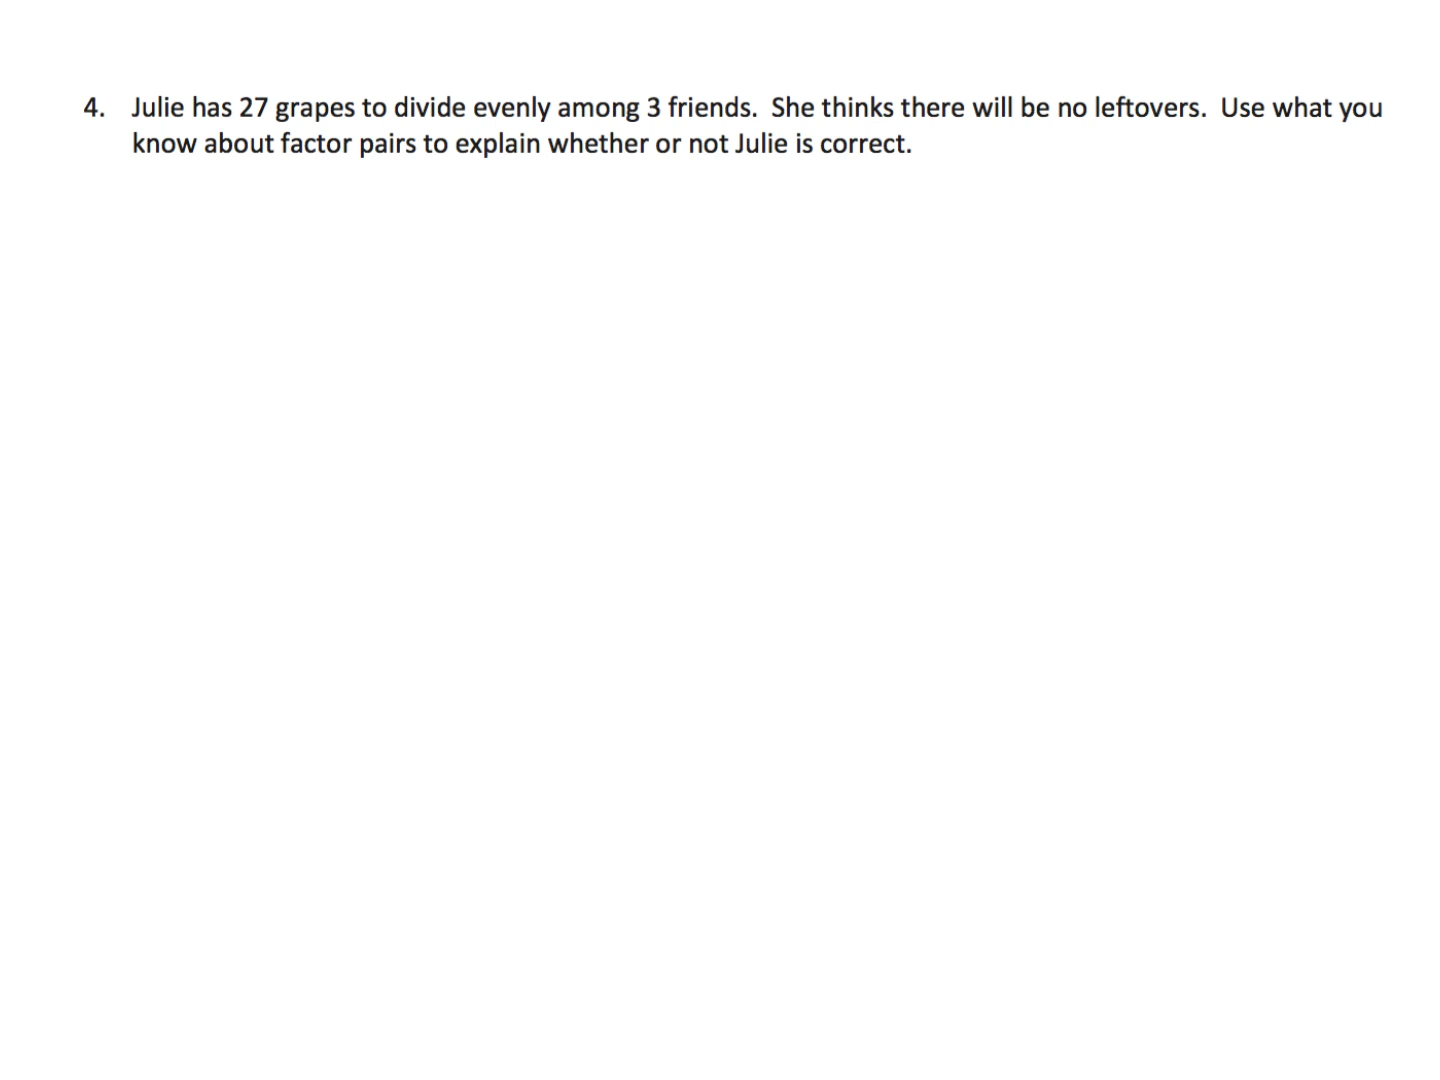 4. Julie has 27 grapes to divide evenly among 3 friends. She thinks there will be no leftovers. Use what you
know about factor pairs to explain whether or not Julie is correct.